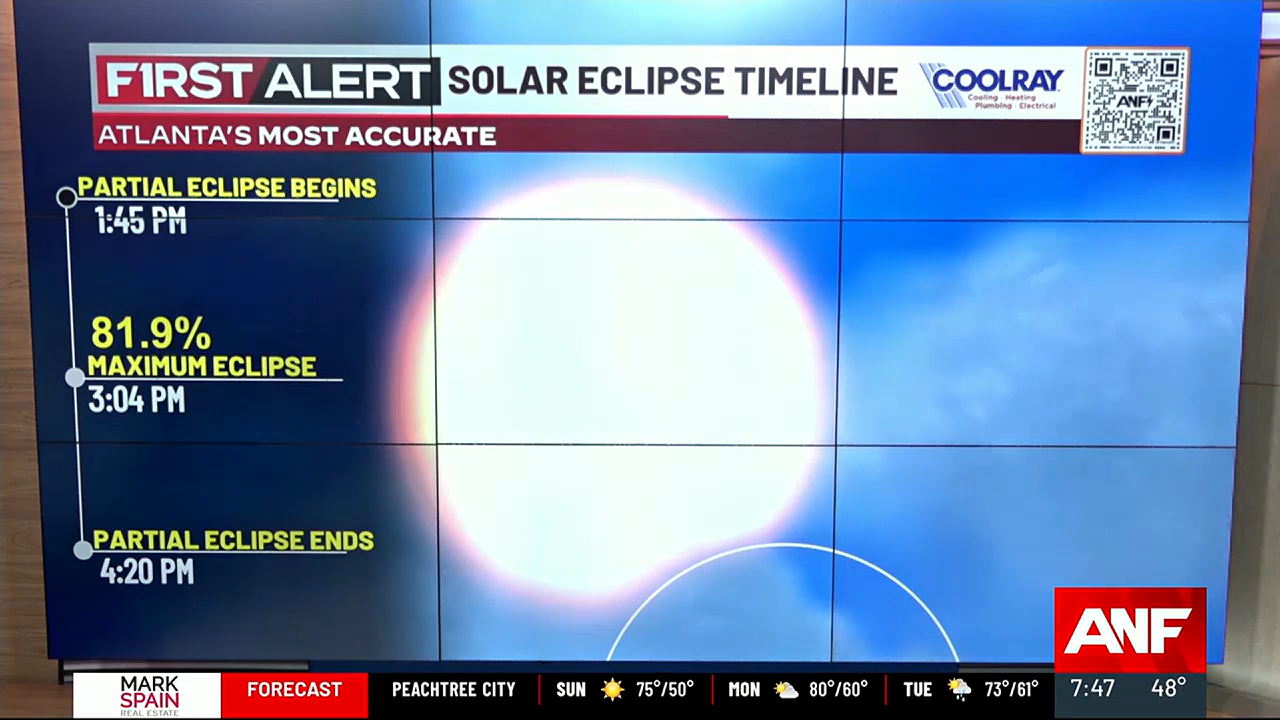 FIRST ALERT SOLAR ECLIPSE TIMELINE
COOLRAY
Cooling · Heating
Plumbing · Electrical
ANF
ATLANTA'S MOST ACCURATE
PARTIAL ECLIPSE BEGINS
1:45 PM
81.9%
MAXIMUM ECLIPSE
3:04 PM
PARTIAL ECLIPSE ENDS
4:20 PM
ANF
MARK
SPAIN
REAL ESTATE
FORECAST
PEACHTREE CITY
SUN 75°/50°
MON 80°/60°
TUE 73°/61°
7:47 48°